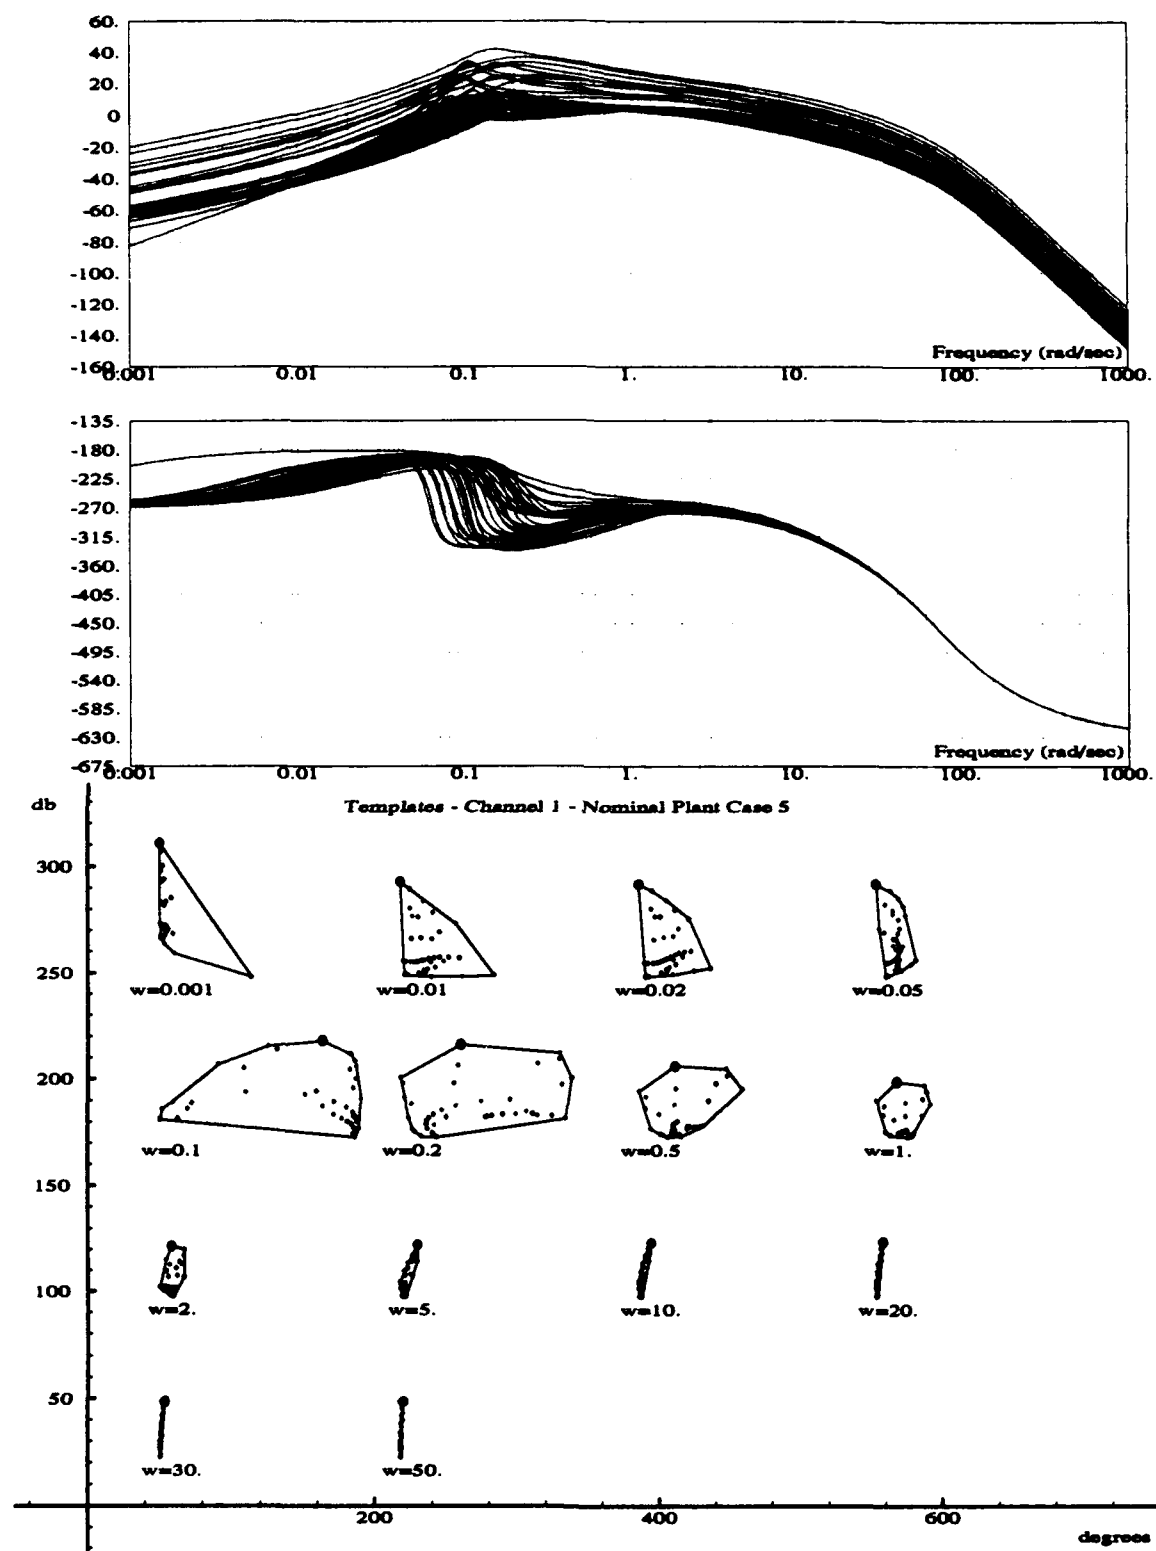 60.
40.
20.
0
-20.
-40.
-60.
-80.
-100.
-120.
-140.
-160.
Frequency (rad/sec)
0.001 0.01 0.1 1. 10. 100. 1000.
-135.
-180.
-225.
-270.
-315.
-360.
-405.
-450.
-495.
-540.
-585.
-630.
-675.
Frequency (rad/sec)
0.001 0.01 0.1 1. 10. 100. 1000.
db
Templates - Channel 1 - Nominal Plant Case 5
300
250
w=0.001 w=0.01 w=0.02 w=0.05
200
w=0.1 w=0.2 w=0.5 w=1.
150
100
w=2. w=5. w=10. w=20.
50
w=30. w=50.
200 400 600
degrees